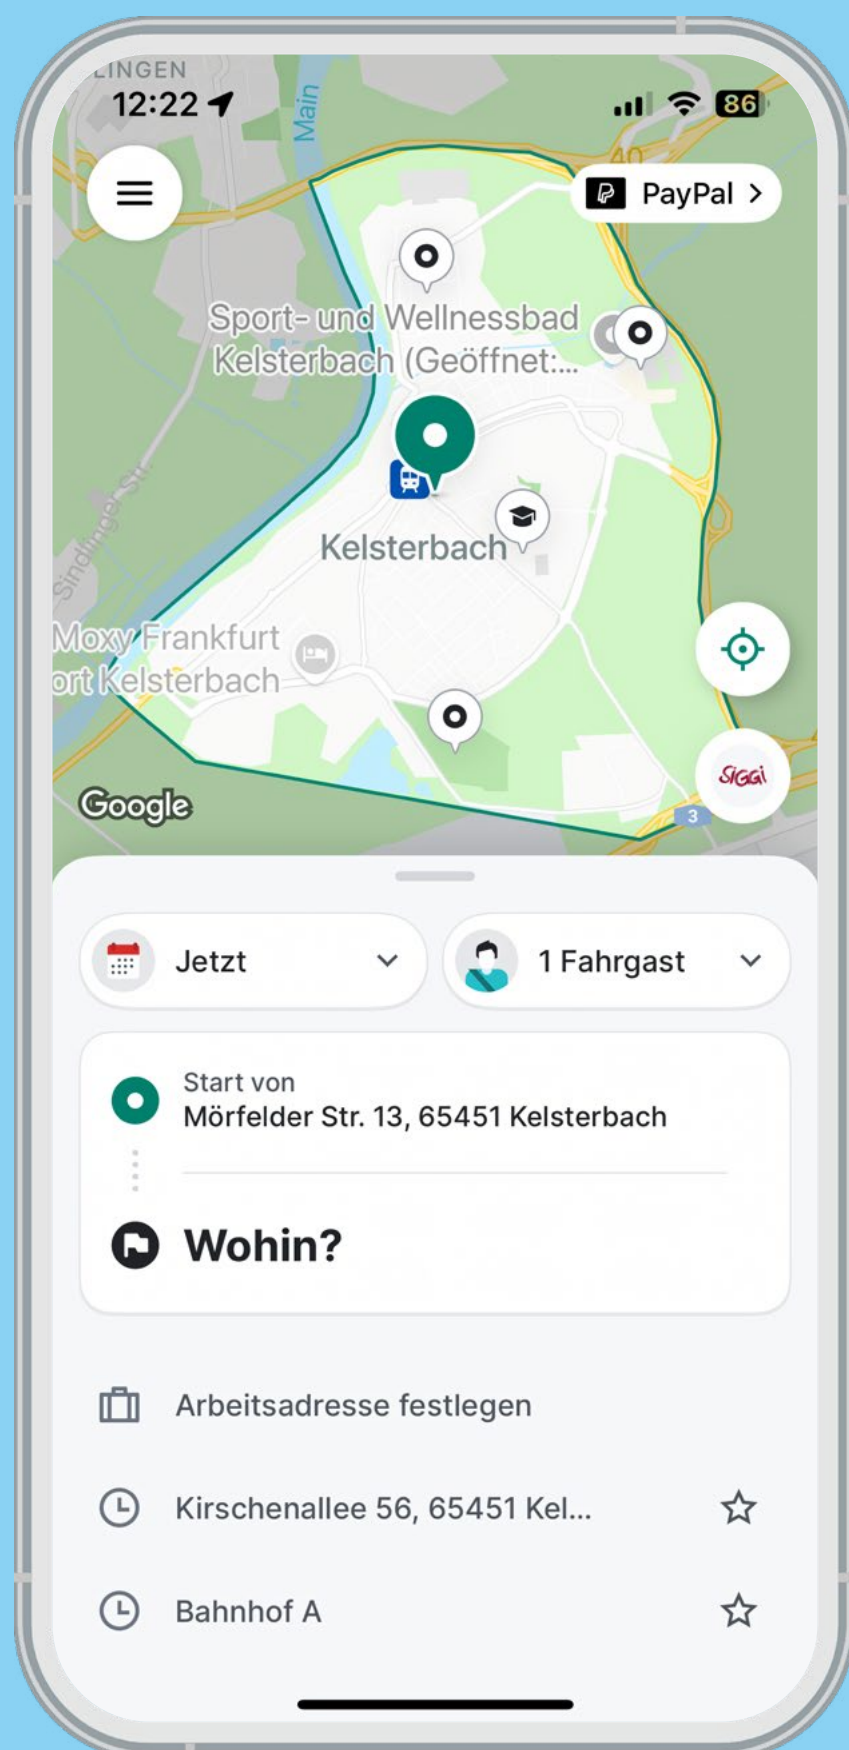 LINGEN
12:22
86
Main
40
PayPal
Sport- und Wellnessbad
Kelsterbach (Geöffnet:...
Sindlinger Str.
Kelsterbach
Moxy Frankfurt
ort Kelsterbach
SIGGI
Google
3
Jetzt
1 Fahrgast
Start von
Mörfelder Str. 13, 65451 Kelsterbach
Wohin?
Arbeitsadresse festlegen
Kirschenallee 56, 65451 Kel...
Bahnhof A